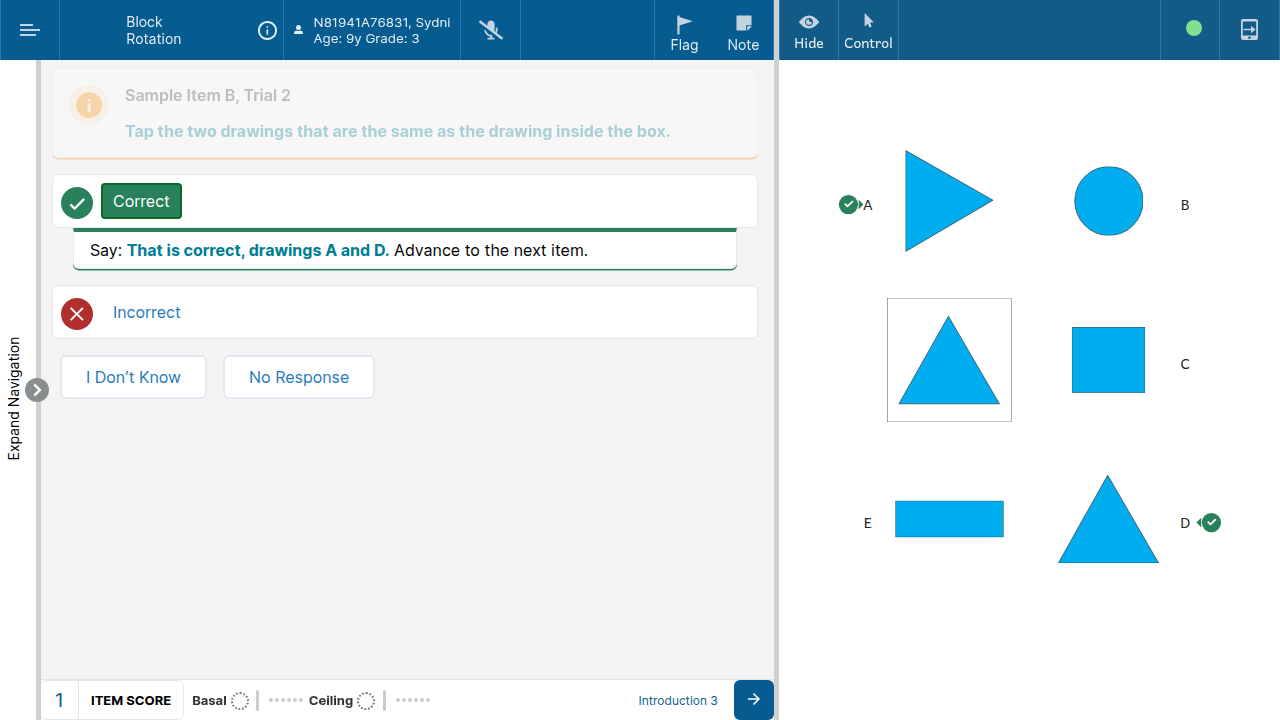 Block
Rotation
N81941A76831, Sydni
Age: 9y Grade: 3
Flag
Note
Hide
Control
Sample Item B, Trial 2
Tap the two drawings that are the same as the drawing inside the box.
Correct
Say: That is correct, drawings A and D. Advance to the next item.
Incorrect
I Don’t Know
No Response
Expand Navigation
1
ITEM SCORE
Basal
Ceiling
Introduction 3
A
B
C
E
D